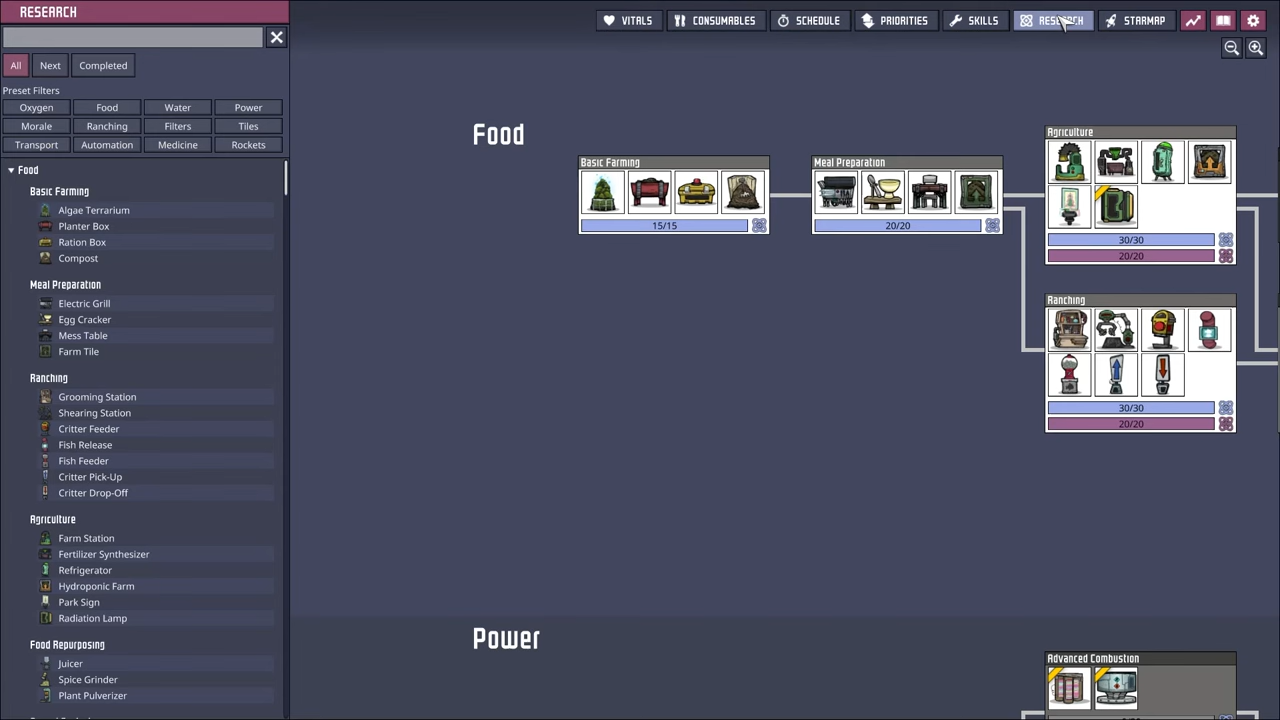 RESEARCH
All Next Completed
Preset Filters
Oxygen Food Water Power
Morale Ranching Filters Tiles
Transport Automation Medicine Rockets
Food
Basic Farming
Algae Terrarium
Planter Box
Ration Box
Compost
Meal Preparation
Electric Grill
Egg Cracker
Mess Table
Farm Tile
Ranching
Grooming Station
Shearing Station
Critter Feeder
Fish Release
Fish Feeder
Critter Pick-Up
Critter Drop-Off
Agriculture
Farm Station
Fertilizer Synthesizer
Refrigerator
Hydroponic Farm
Park Sign
Radiation Lamp
Food Repurposing
Juicer
Spice Grinder
Plant Pulverizer
VITALS CONSUMABLES SCHEDULE PRIORITIES SKILLS RESEARCH STARMAP
Food
Basic Farming
15/15
Meal Preparation
20/20
Agriculture
30/30
20/20
Ranching
30/30
20/20
Power
Advanced Combustion